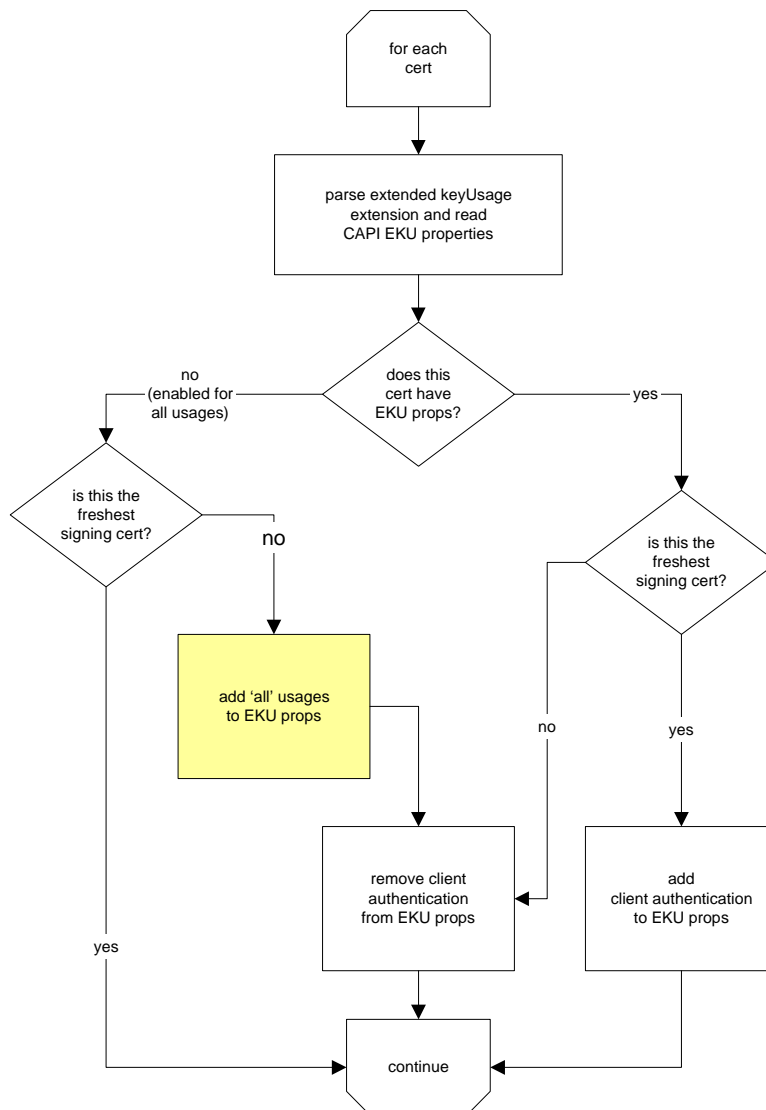 for each
cert
parse extended keyUsage
extension and read
CAPI EKU properties
does this
cert have
EKU props?
no
(enabled for
all usages)
yes
is this the
freshest
signing cert?
no
is this the
freshest
signing cert?
add ‘all’ usages
to EKU props
no
yes
remove client
authentication
from EKU props
add
client authentication
to EKU props
yes
continue